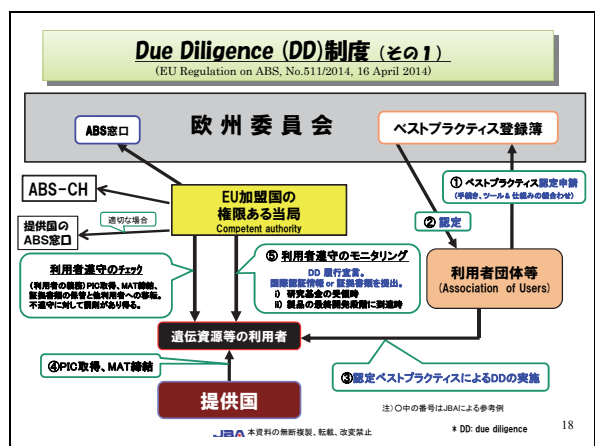 Due Diligence (DD)制度 (その1)
(EU Regulation on ABS, No.511/2014, 16 April 2014)
欧州委員会
ABS窓口
ベストプラクティス登録簿
ABS-CH
EU加盟国の
権限ある当局
Competent authority
① ベストプラクティス認定申請
(手続き、ツール & 仕組みの組合わせ)
② 認定
提供国の
ABS窓口
適切な場合
利用者遵守のチェック
(利用者の義務) PIC取得、MAT締結、
証拠書類の保管と他利用者への移転。
不遵守に対して罰則があり得る。
⑤ 利用者遵守のモニタリング
DD 履行宣言。
国際認証情報 or 証拠書類を提出。
i) 研究基金の受領時
ii) 製品の最終開発段階に到達時
利用者団体等
(Association of Users)
遺伝資源等の利用者
④PIC取得、MAT締結
③認定ベストプラクティスによるDDの実施
提供国
注) 〇中の番号はJBAによる参考例
JBA 本資料の無断複製、転載、改変禁止
* DD: due diligence
18